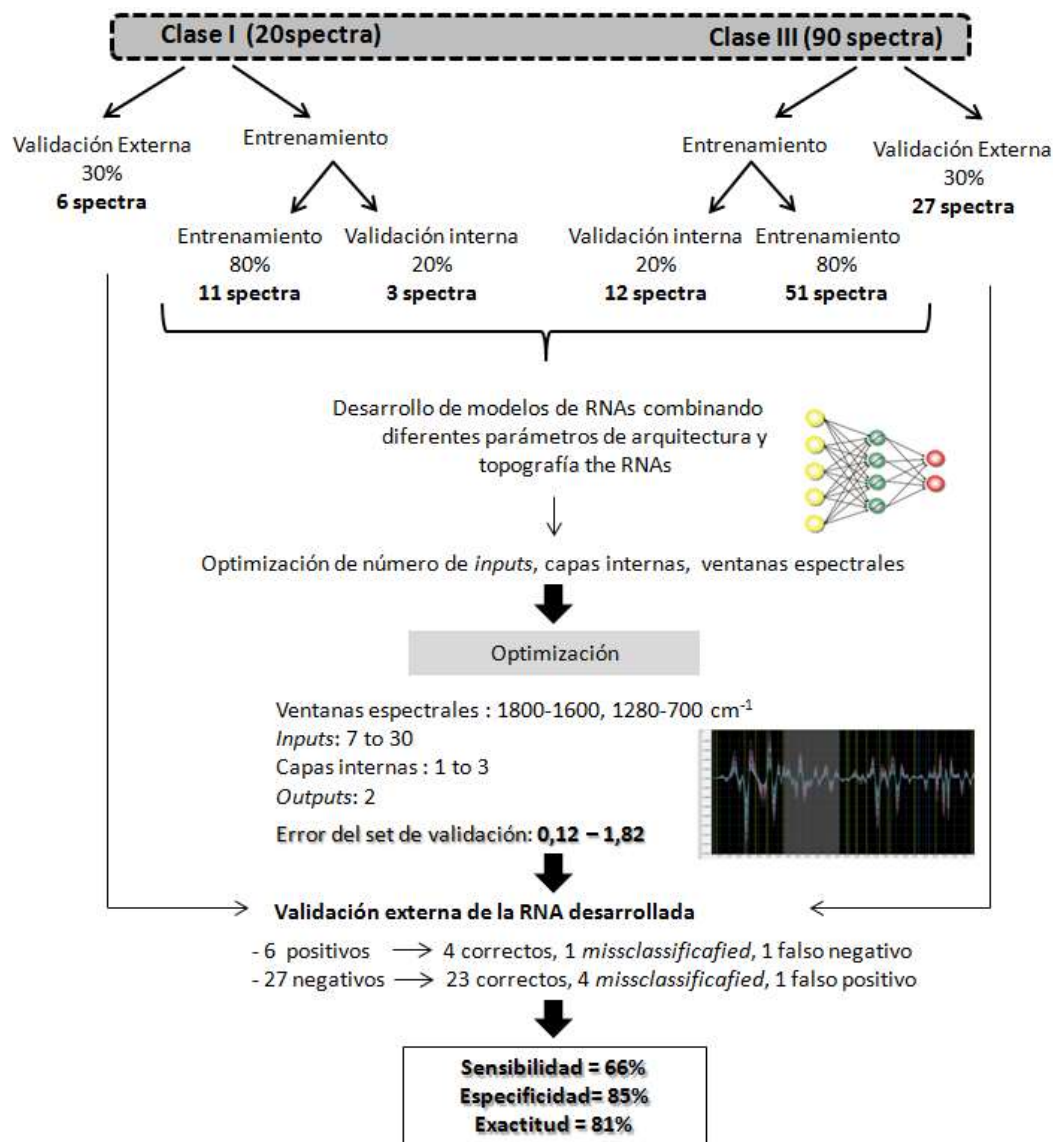 Clase I (20spectra)
Clase III (90 spectra)
Validación Externa
30%
6 spectra
Entrenamiento
Entrenamiento
80%
11 spectra
Validación interna
20%
3 spectra
Entrenamiento
Validación Externa
30%
27 spectra
Validación interna
20%
12 spectra
Entrenamiento
80%
51 spectra
Desarrollo de modelos de RNAs combinando
diferentes parámetros de arquitectura y
topografía the RNAs
Optimización de número de inputs, capas internas, ventanas espectrales
Optimización
Ventanas espectrales : 1800-1600, 1280-700 cm-1
Inputs: 7 to 30
Capas internas : 1 to 3
Outputs: 2
Error del set de validación: 0,12 – 1,82
Validación externa de la RNA desarrollada
- 6 positivos → 4 correctos, 1 missclassificafied, 1 falso negativo
- 27 negativos → 23 correctos, 4 missclassificafied, 1 falso positivo
Sensibilidad = 66%
Especificidad= 85%
Exactitud = 81%